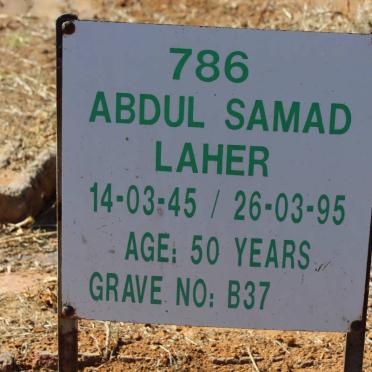 786
ABDUL SAMAD
LAHER
14-03-45 / 26-03-95
AGE: 50 YEARS
GRAVE NO: B37